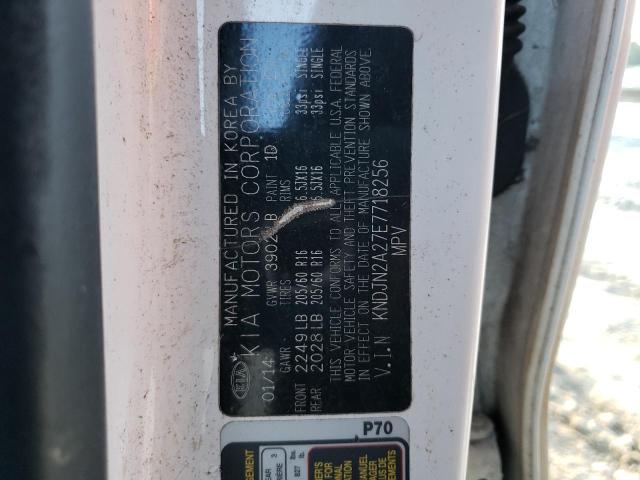 KIA
MANUFACTURED IN KOREA BY
KIA MOTORS CORPORATION
01/14 GVWR 3902LB PAINT 1D
GAWR TIRES RIMS
FRONT 2249LB 205/60 R16 6.5JX16 33psi SINGLE
REAR 2028LB 205/60 R16 6.5JX16 33psi SINGLE
THIS VEHICLE CONFORMS TO ALL APPLICABLE U.S.A. FEDERAL
MOTOR VEHICLE SAFETY AND THEFT PREVENTION STANDARDS
IN EFFECT ON THE DATE OF MANUFACTURE SHOWN ABOVE.
V.I.N KNDJN2A27E7718256
MPV
P70